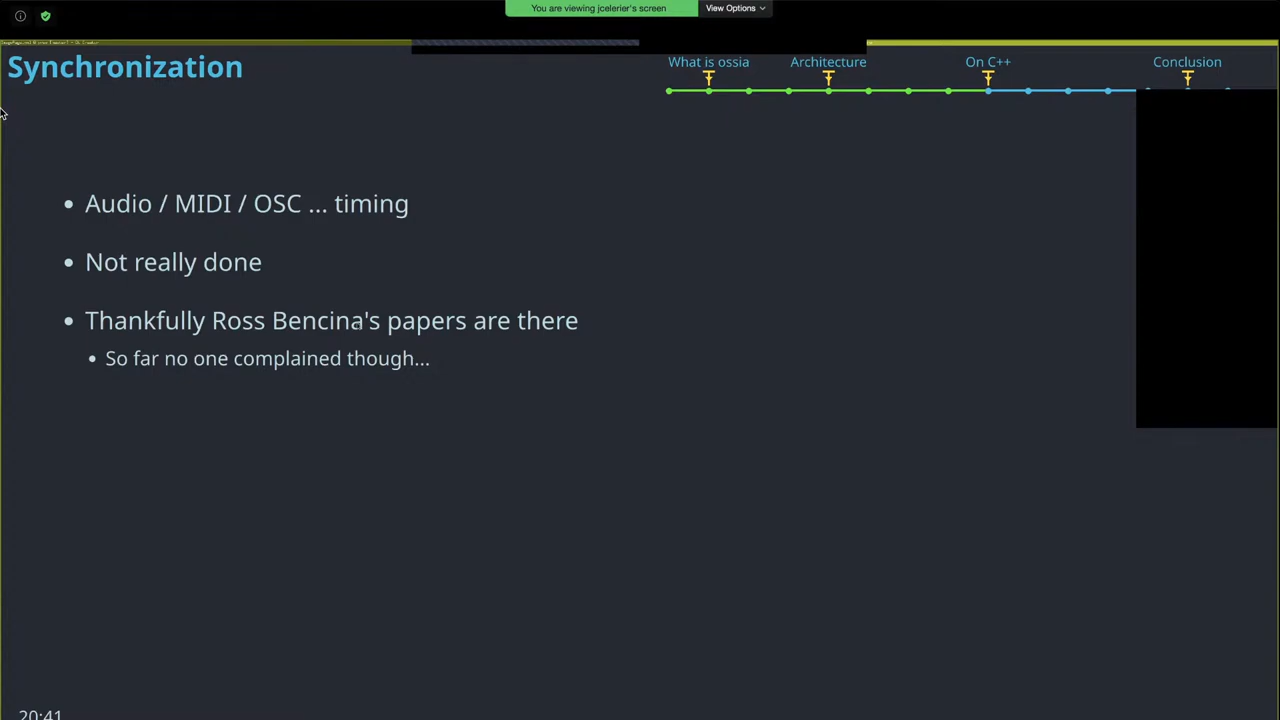 You are viewing jcelerier's screen
View Options
Synchronization
What is ossia
Architecture
On C++
Conclusion
Audio / MIDI / OSC ... timing
Not really done
Thankfully Ross Bencina's papers are there
So far no one complained though...
20:41